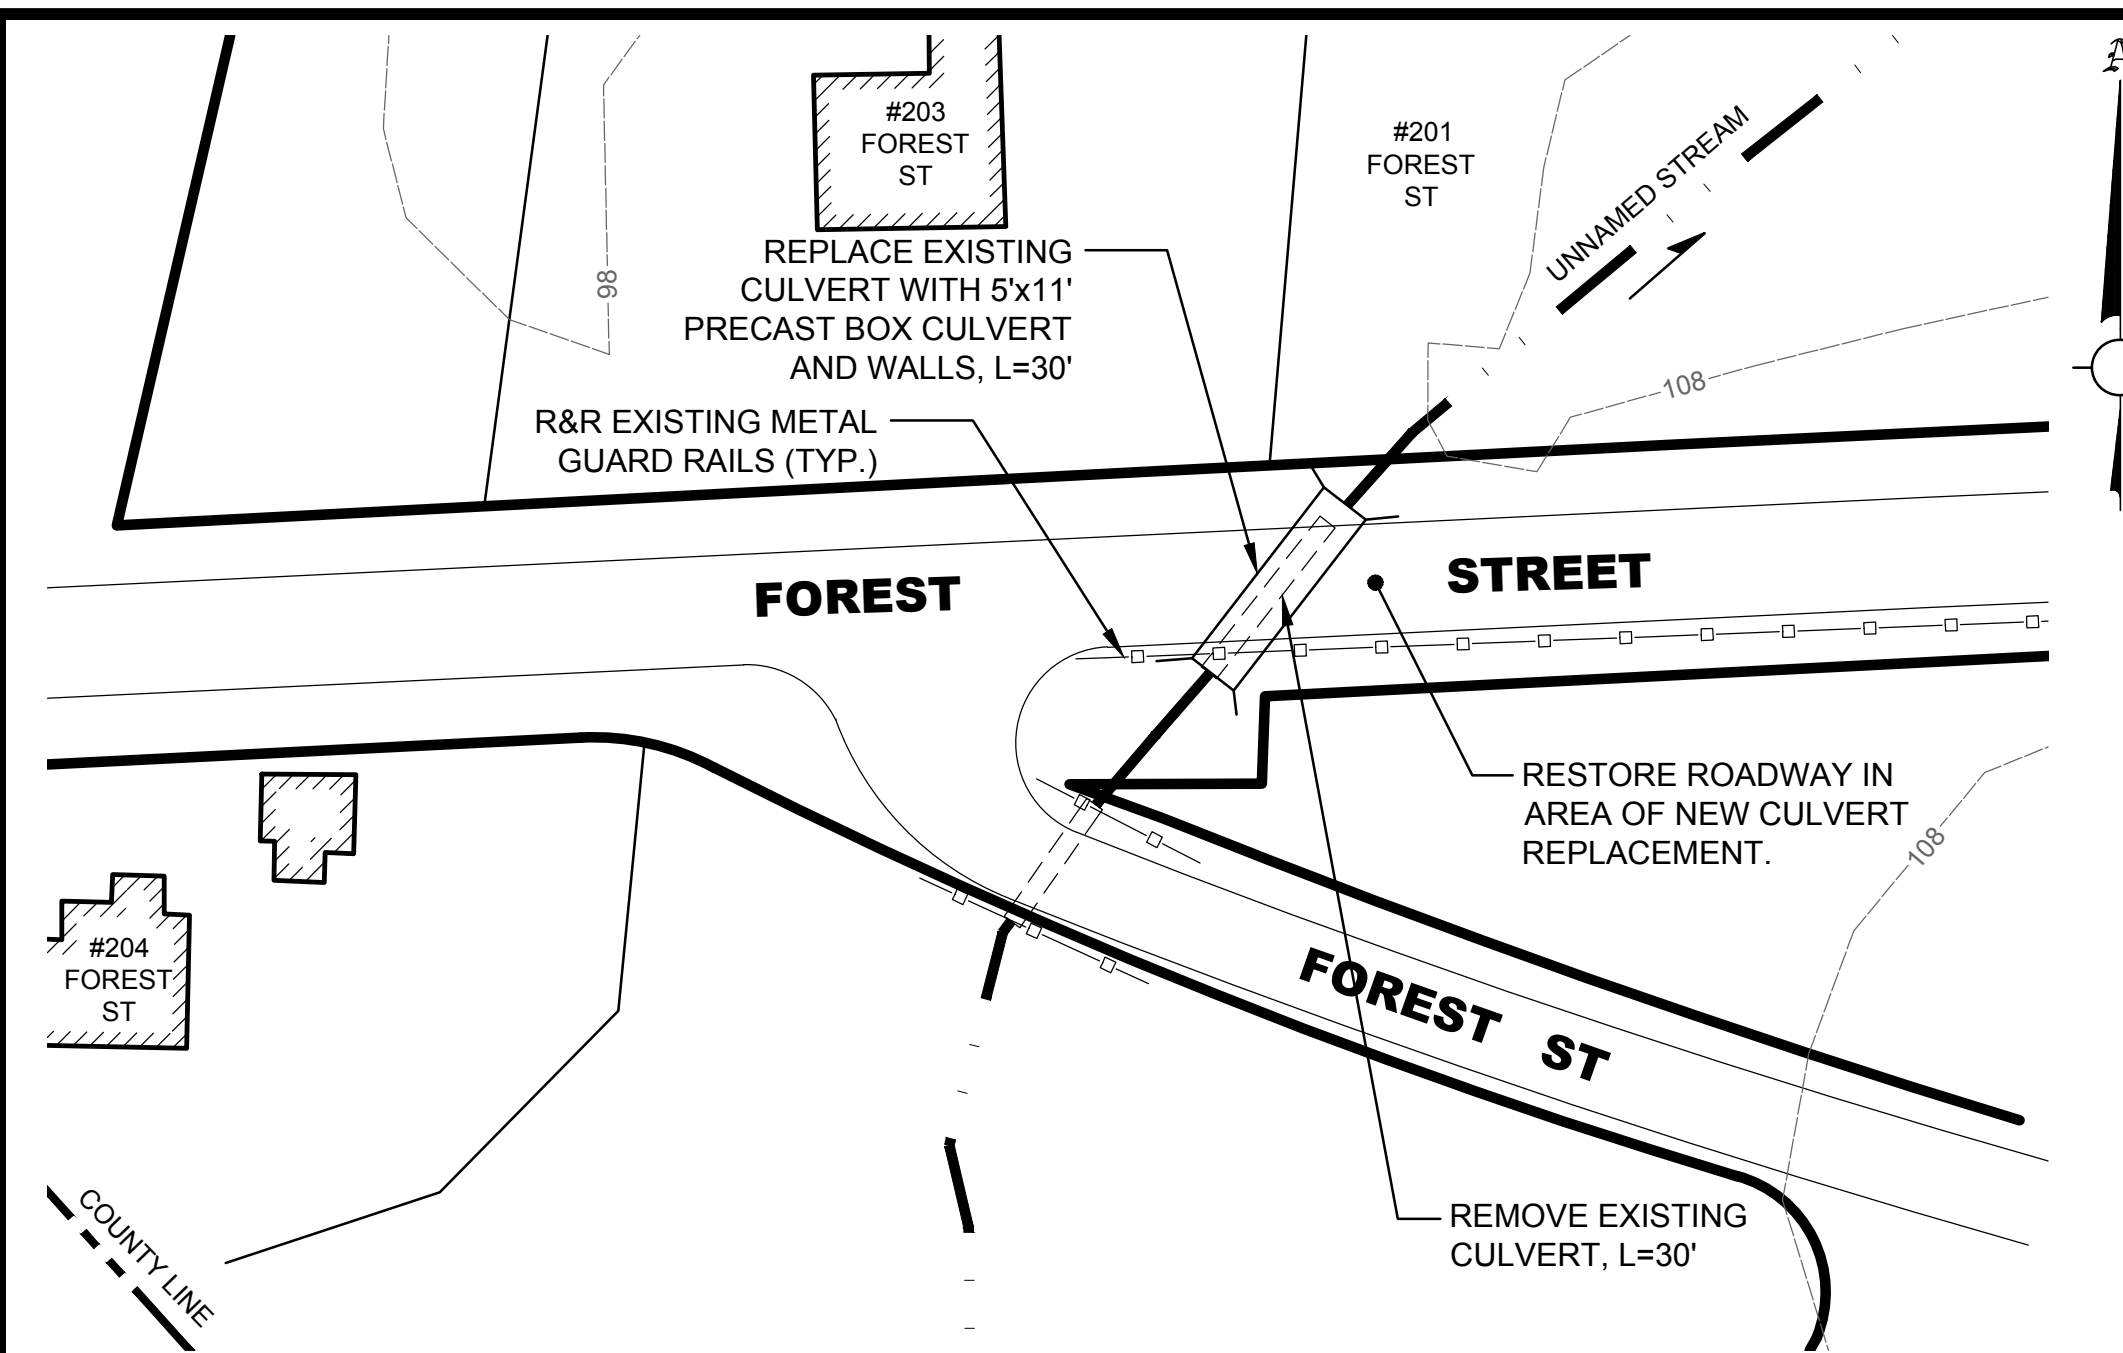 #203
FOREST
ST
#201
FOREST
ST
UNNAMED STREAM
98
REPLACE EXISTING
CULVERT WITH 5'x11'
PRECAST BOX CULVERT
AND WALLS, L=30'
108
R&R EXISTING METAL
GUARD RAILS (TYP.)
FOREST STREET
RESTORE ROADWAY IN
AREA OF NEW CULVERT
REPLACEMENT.
108
#204
FOREST
ST
FOREST ST
REMOVE EXISTING
CULVERT, L=30'
COUNTY LINE